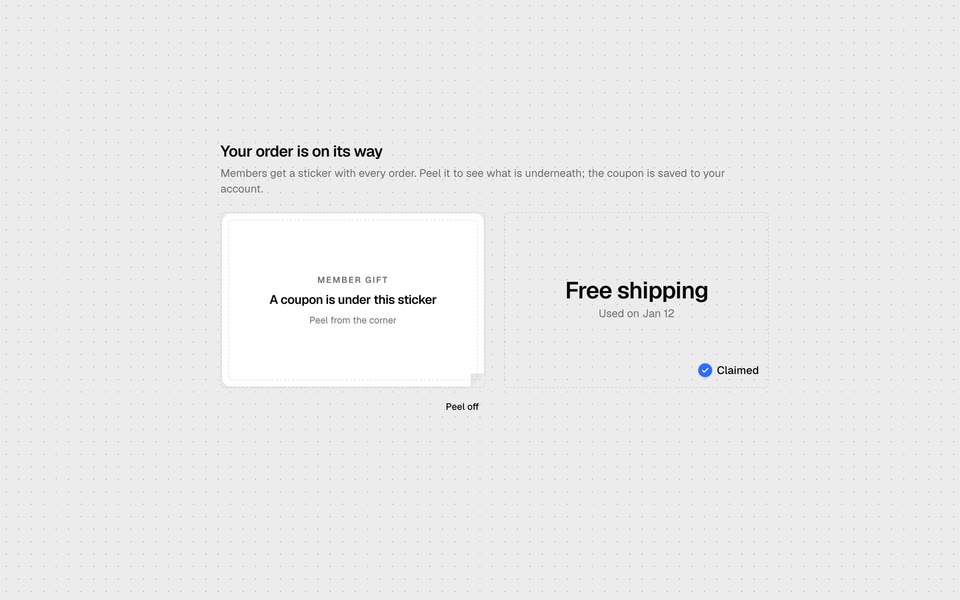 Your order is on its way
Members get a sticker with every order. Peel it to see what is underneath; the coupon is saved to your
account.
MEMBER GIFT
A coupon is under this sticker
Peel from the corner
Peel off
Free shipping
Used on Jan 12
Claimed